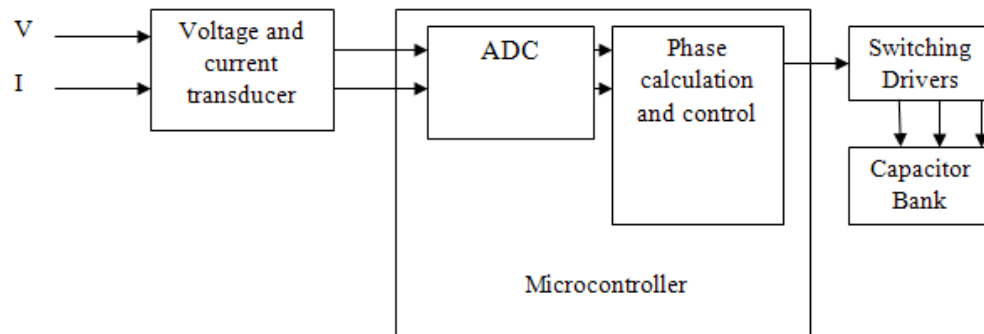 V
I
Voltage and
current
transducer
ADC
Phase
calculation
and control
Switching
Drivers
Capacitor
Bank
Microcontroller